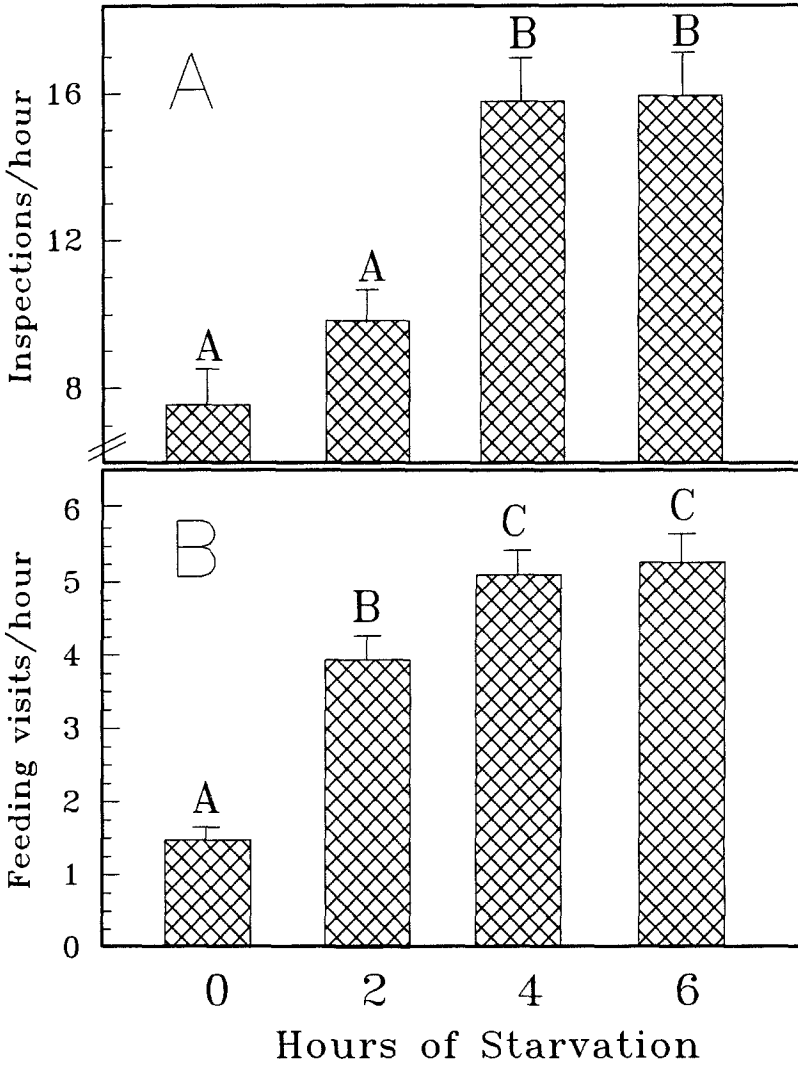 A
Inspections/hour
16
12
8
A
A
B
B
B
Feeding visits/hour
6
5
4
3
2
1
0
A
B
C
C
0 2 4 6
Hours of Starvation